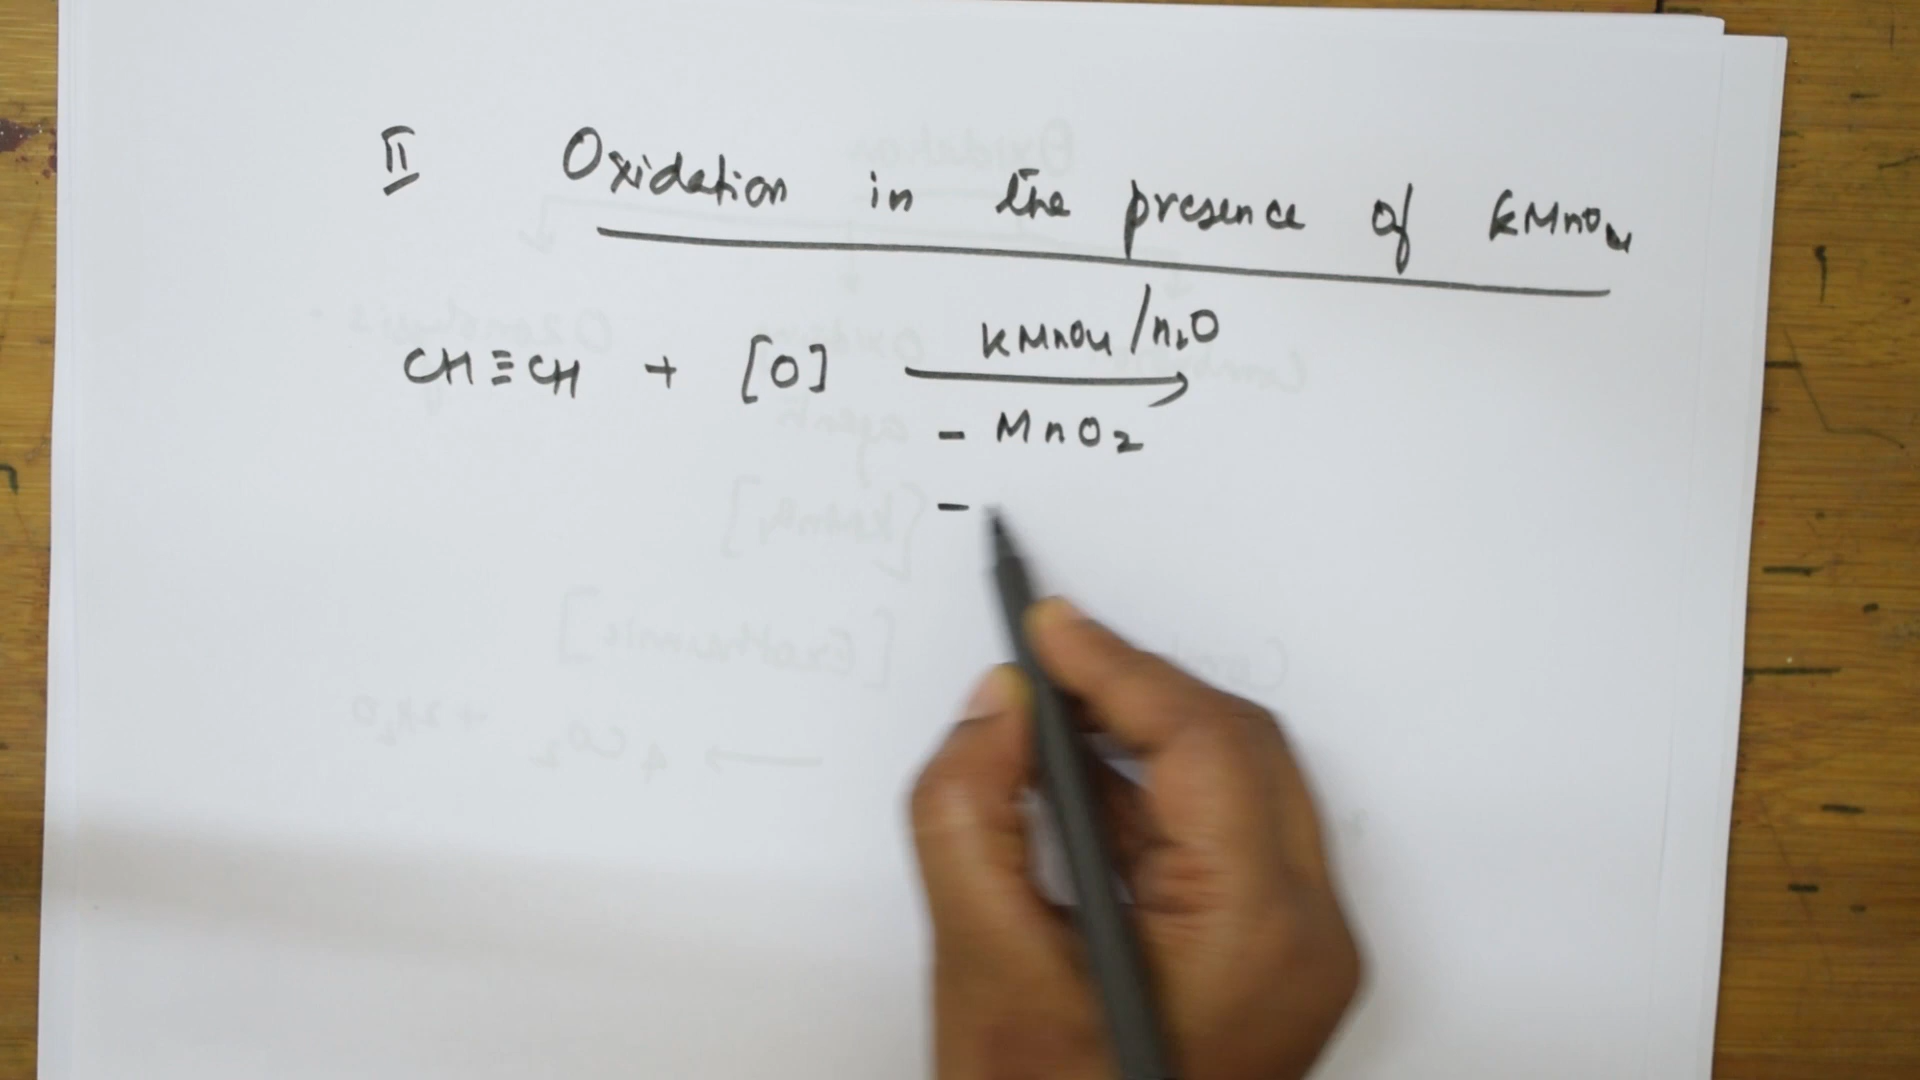 II Oxidation in the presence of KMnO₄
CH≡CH + [O] KMnO₄/H₂O →
- MnO₂
-